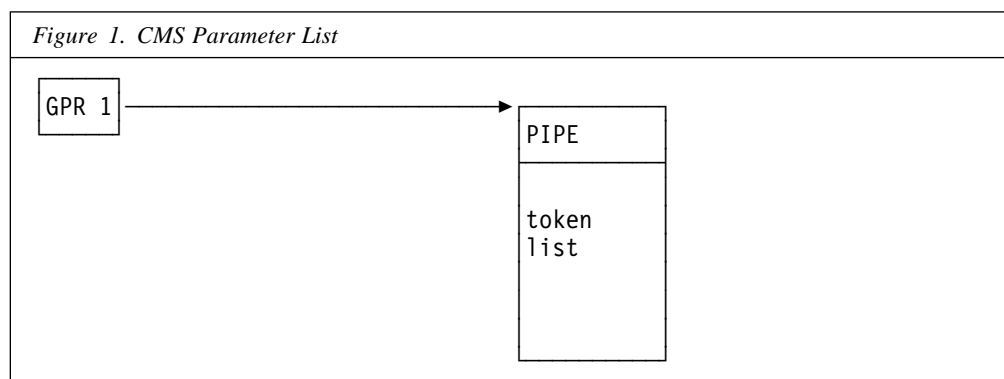 Figure 1. CMS Parameter List
GPR 1
PIPE
token
list